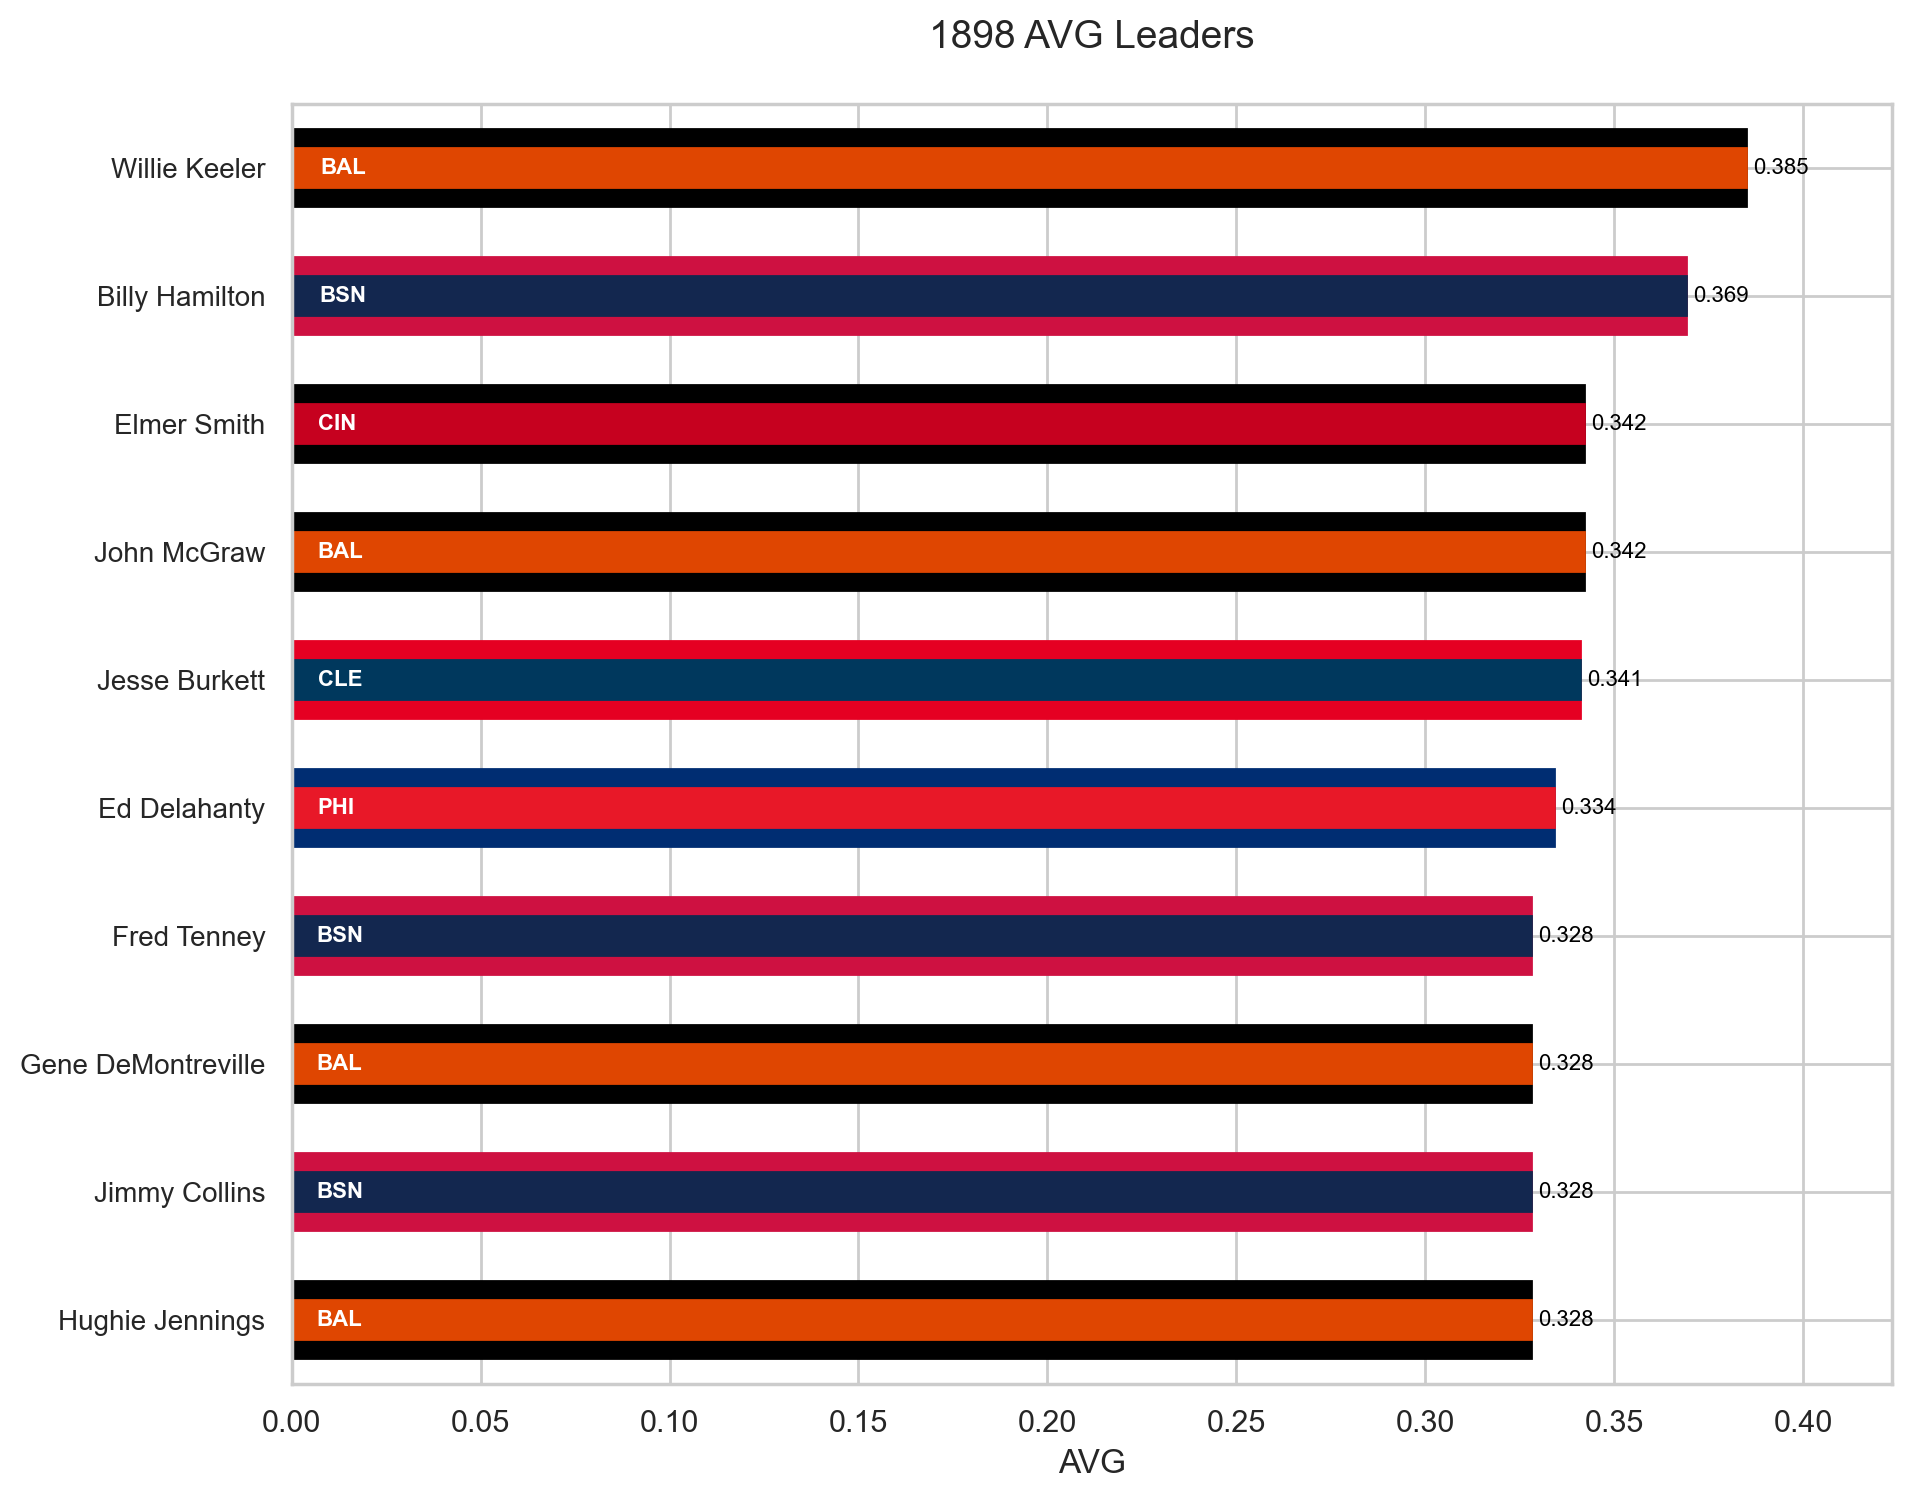 1898 AVG Leaders
Willie Keeler BAL 0.385
Billy Hamilton BSN 0.369
Elmer Smith CIN 0.342
John McGraw BAL 0.342
Jesse Burkett CLE 0.341
Ed Delahanty PHI 0.334
Fred Tenney BSN 0.328
Gene DeMontreville BAL 0.328
Jimmy Collins BSN 0.328
Hughie Jennings BAL 0.328
0.00 0.05 0.10 0.15 0.20 0.25 0.30 0.35 0.40
AVG